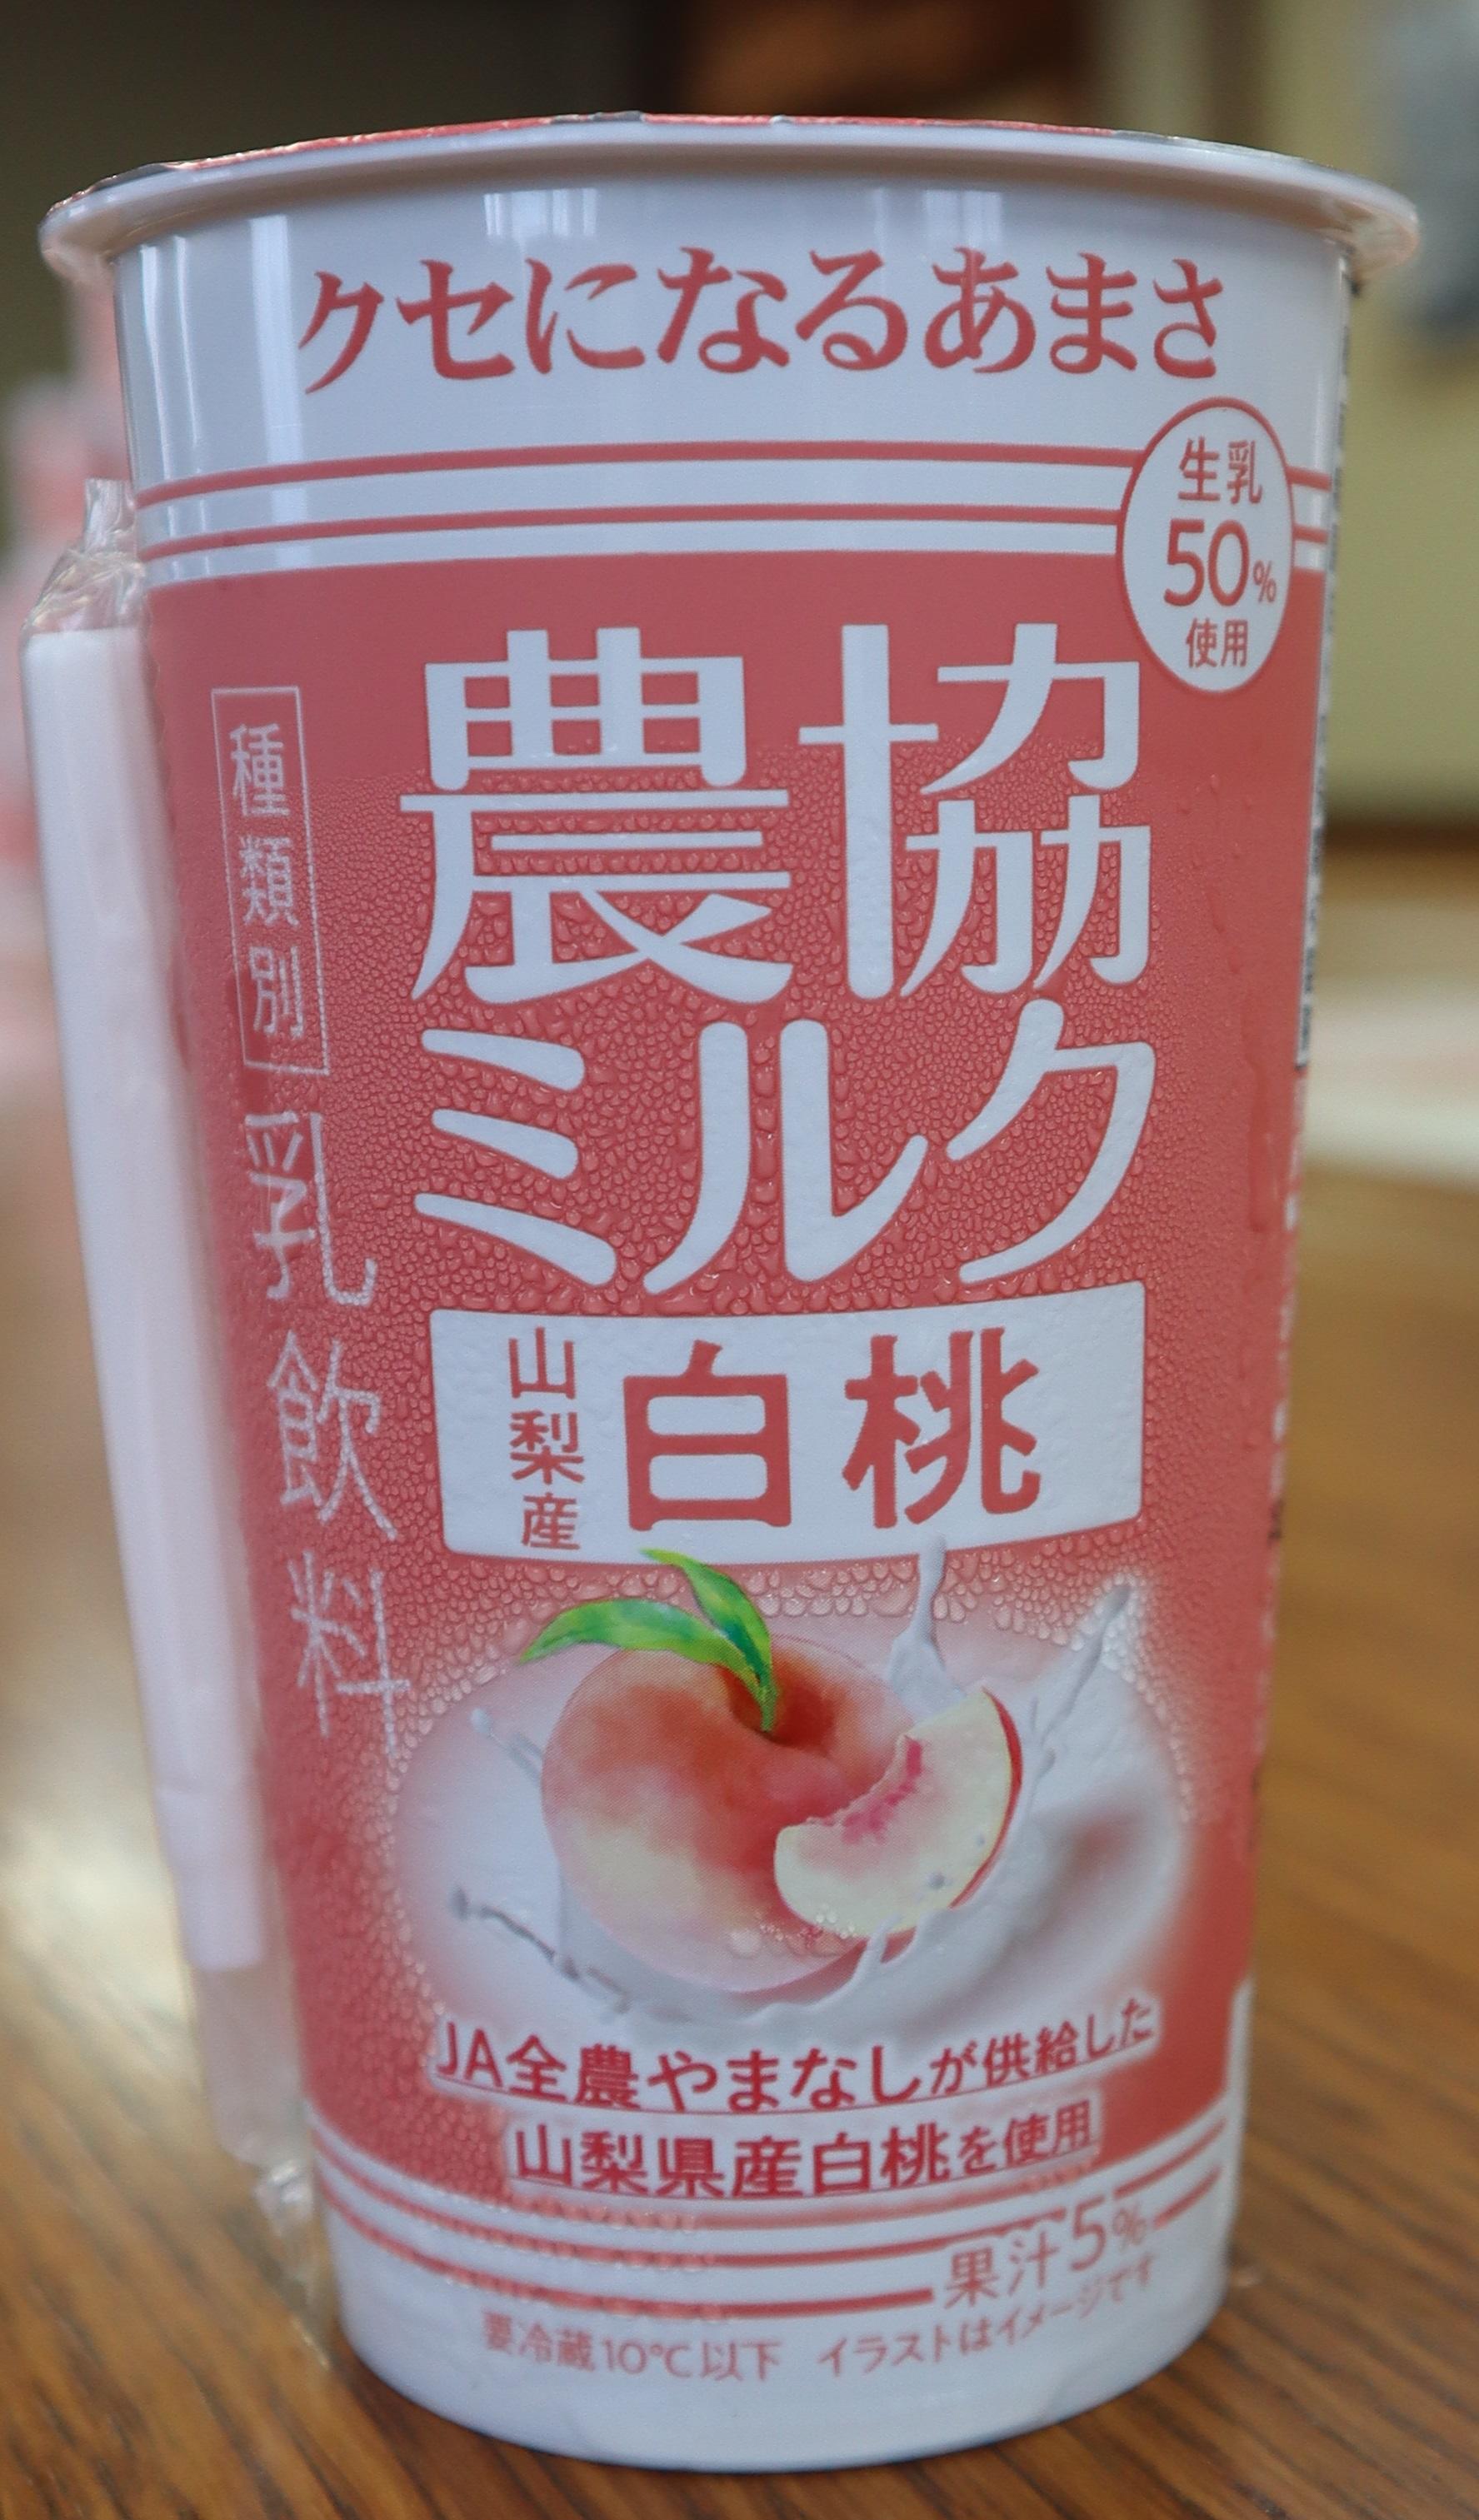 クセになるあまさ
生乳
50%
使用
農協
ミルク
種類別 乳飲料
山梨産
白桃
JA全農やまなしが供給した
山梨県産白桃を使用
果汁5%
要冷蔵10℃以下 イラストはイメージです